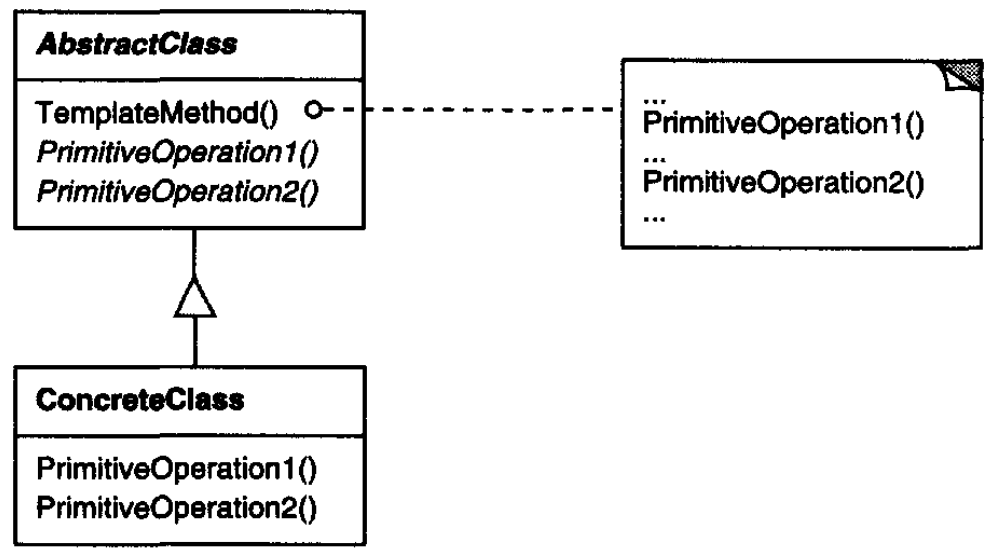 AbstractClass
TemplateMethod()
PrimitiveOperation1()
PrimitiveOperation2()
...
PrimitiveOperation1()
...
PrimitiveOperation2()
...
ConcreteClass
PrimitiveOperation1()
PrimitiveOperation2()